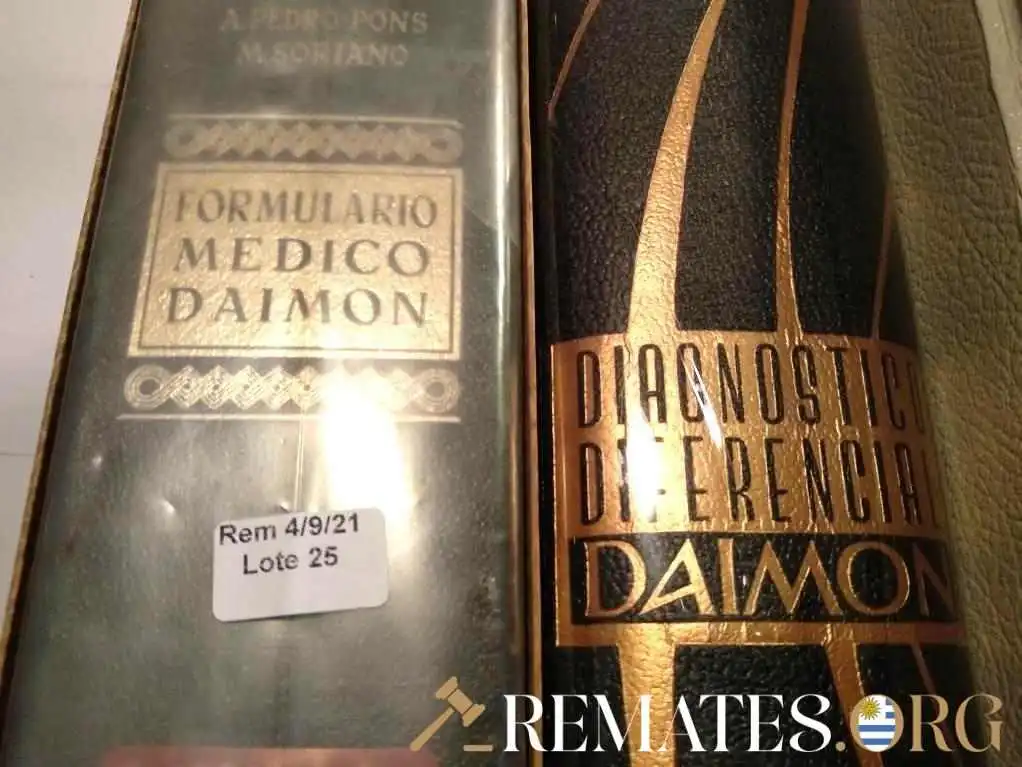 A. PEDRO PONS
M. SORIANO
FORMULARIO
MEDICO
DAIMON
Rem 4/9/21
Lote 25
DIAGNOSTICO
DIFERENCIAL
DAIMON
REMATES.ORG